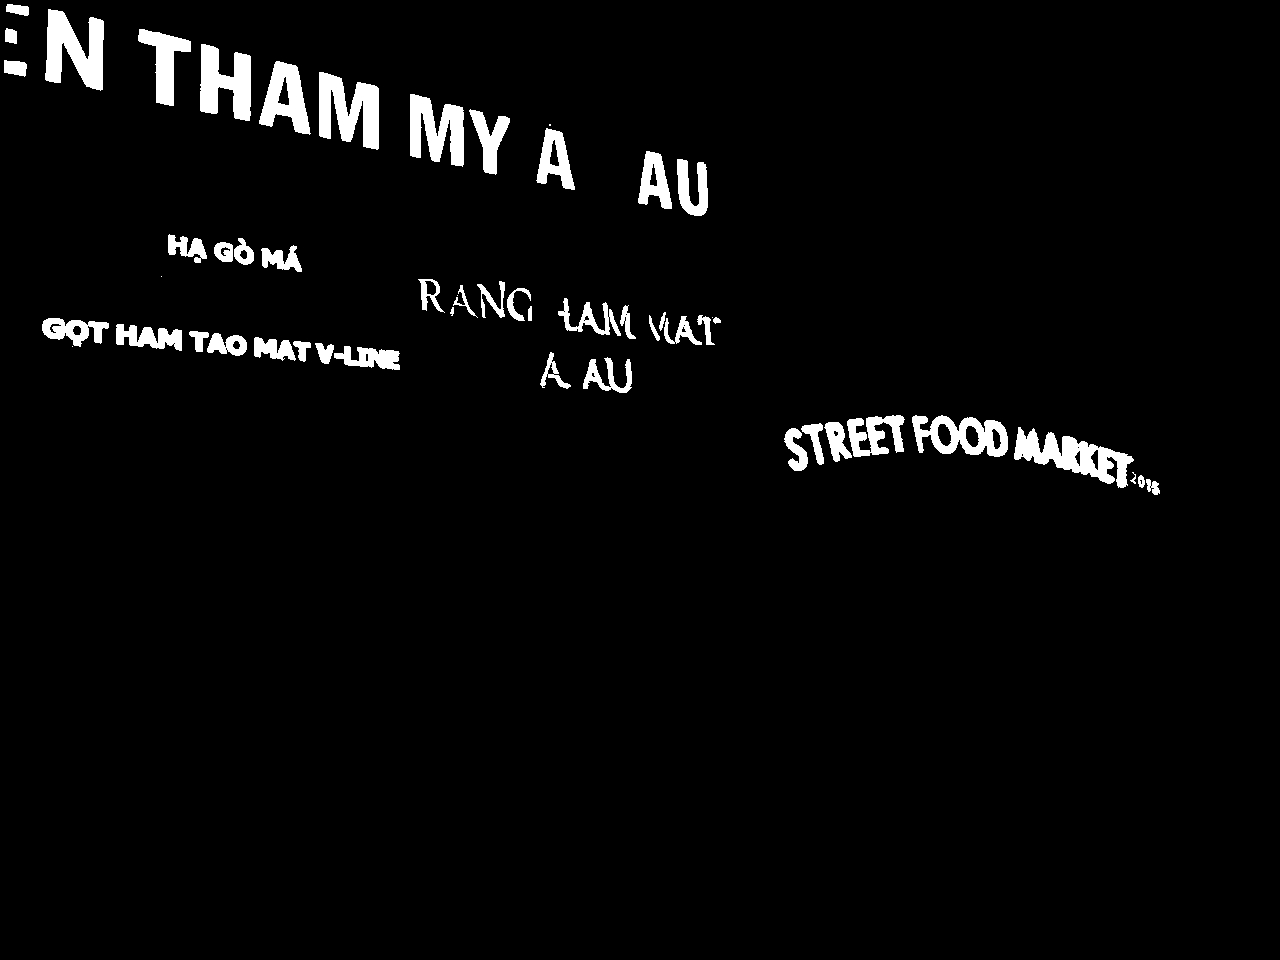 EN THAM MY A AU
HẠ GÒ MÁ
GỌT HAM TAO MAT V-LINE
RANG HAM MAT
A AU
STREET FOOD MARKET 2015